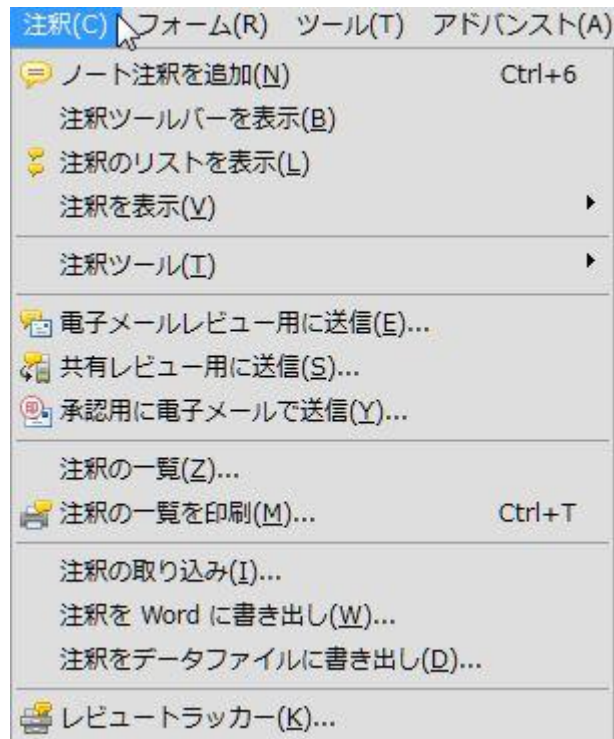 注釈(C) フォーム(R) ツール(T) アドバンスト(A)
ノート注釈を追加(N) Ctrl+6
注釈ツールバーを表示(B)
注釈のリストを表示(L)
注釈を表示(V)
注釈ツール(T)
電子メールレビュー用に送信(E)...
共有レビュー用に送信(S)...
承認用に電子メールで送信(Y)...
注釈の一覧(Z)...
注釈の一覧を印刷(M)... Ctrl+T
注釈の取り込み(I)...
注釈を Word に書き出し(W)...
注釈をデータファイルに書き出し(D)...
レビュートラッカー(K)...